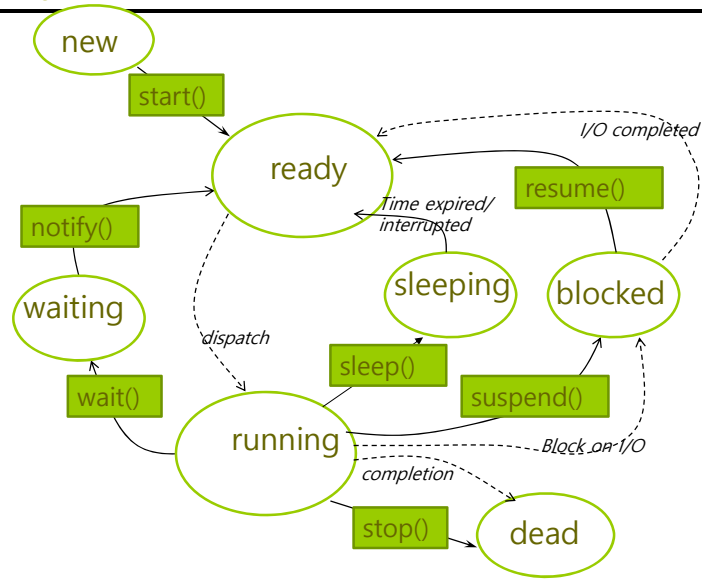 new
start()
I/O completed
ready
resume()
Time expired/
interrupted
notify()
sleeping
blocked
waiting
dispatch
sleep()
wait()
suspend()
running
Block on I/O
completion
stop()
dead